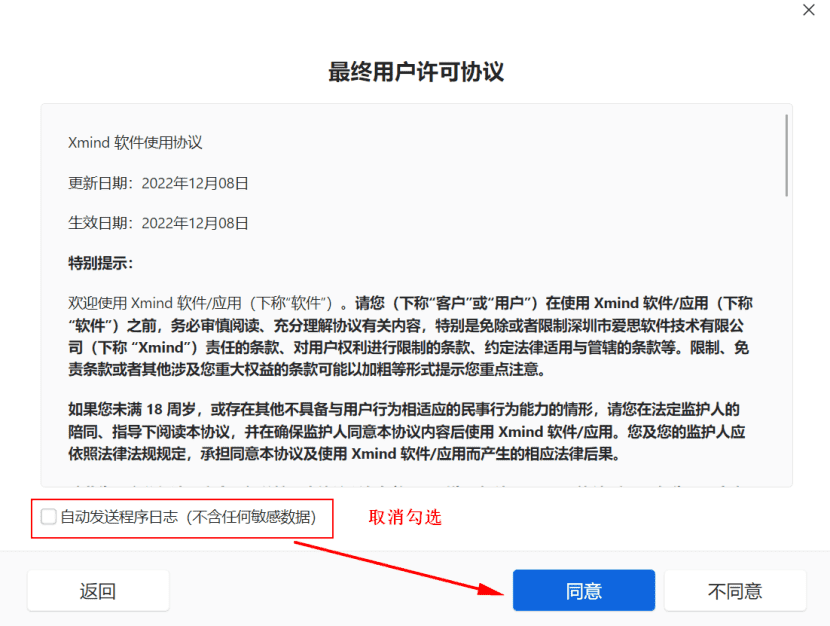 最终用户许可协议
Xmind 软件使用协议
更新日期：2022年12月08日
生效日期：2022年12月08日
特别提示：
欢迎使用 Xmind 软件/应用（下称“软件”）。请您（下称“客户”或“用户”）在使用 Xmind 软件/应用（下称
“软件”）之前，务必审慎阅读、充分理解协议有关内容，特别是免除或者限制深圳市爱思软件技术有限公
司（下称 “Xmind”）责任的条款、对用户权利进行限制的条款、约定法律适用与管辖的条款等。限制、免
责条款或者其他涉及您重大权益的条款可能以加粗等形式提示您重点注意。
如果您未满 18 周岁，或存在其他不具备与用户行为相适应的民事行为能力的情形，请您在法定监护人的
陪同、指导下阅读本协议，并在确保监护人同意本协议内容后使用 Xmind 软件/应用。您及您的监护人应
依照法律法规规定，承担同意本协议及使用 Xmind 软件/应用而产生的相应法律后果。
自动发送程序日志（不含任何敏感数据） 取消勾选
返回 同意 不同意